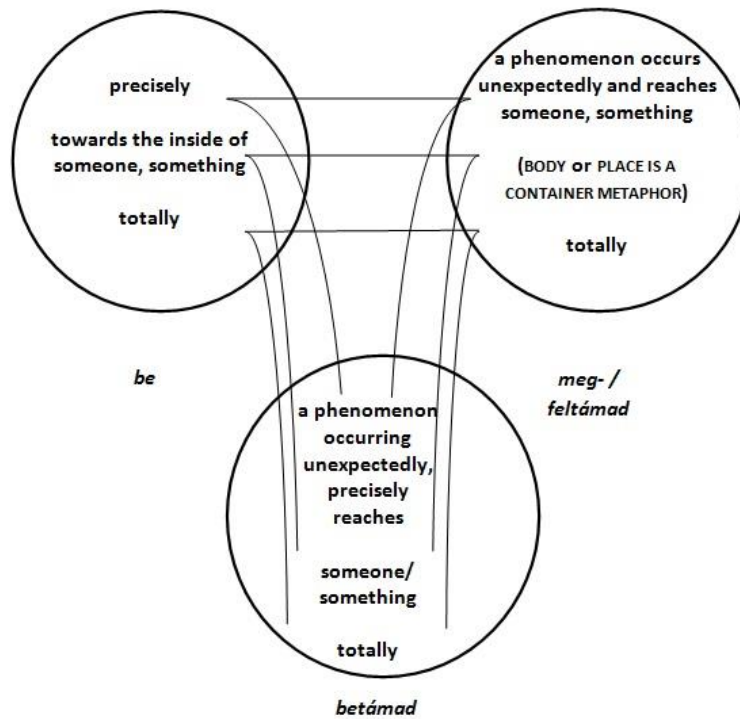 precisely
towards the inside of
someone, something
totally
be
a phenomenon occurs
unexpectedly and reaches
someone, something
(BODY or PLACE IS A
CONTAINER METAPHOR)
totally
meg- /
feltámad
a phenomenon
occurring
unexpectedly,
precisely
reaches
someone/
something
totally
betámad